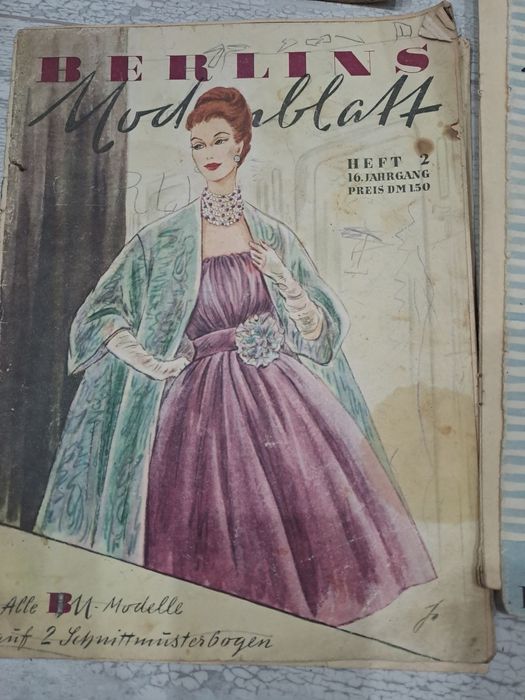 BERLINS
Modenblatt
HEFT 2
16. JAHRGANG
PREIS DM 1.50
Alle BM-Modelle
auf 2 Schnittmusterbogen